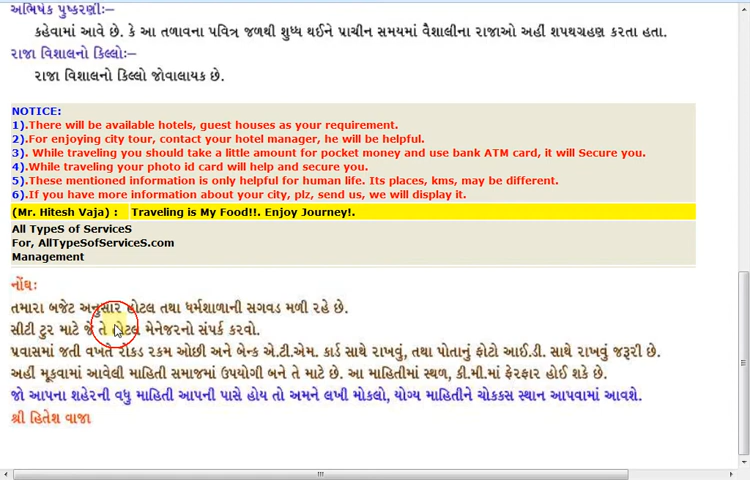 અભિષેક પુષ્કરણી:–
કહેવામાં આવે છે. કે આ તળાવના પવિત્ર જળથી શુધ્ધ થઈને પ્રાચીન સમયમાં વૈશાલીના રાજાઓ અહીં શપથગ્રહણ કરતા હતા.
રાજા વિશાલનો કિલ્લો:–
રાજા વિશાલનો કિલ્લો જોવાલાયક છે.
NOTICE:
1).There will be available hotels, guest houses as your requirement.
2).For enjoying city tour, contact your hotel manager, he will be helpful.
3). While traveling you should take a little amount for pocket money and use bank ATM card, it will Secure you.
4).While traveling your photo id card will help and secure you.
5).These mentioned information is only helpful for human life. Its places, kms, may be different.
6).If you have more information about your city, plz, send us, we will display it.
(Mr. Hitesh Vaja) : Traveling is My Food!!. Enjoy Journey!.
All TypeS of ServiceS
For, AllTypeSofServiceS.com
Management
નોંધ:
તમારા બજેટ અનુસાર હોટલ તથા ધર્મશાળાની સગવડ મળી રહે છે.
સીટી ટુર માટે જે તે હોટલ મેનેજરનો સંપર્ક કરવો.
પ્રવાસમાં જતી વખતે રોકડ રકમ ઓછી અને બેન્ક એ.ટી.એમ. કાર્ડ સાથે રાખવું, તથા પોતાનું ફોટો આઈ.ડી. સાથે રાખવું જરૂરી છે.
અહીં મૂકવામાં આવેલી માહિતી સમાજમાં ઉપયોગી બને તે માટે છે. આ માહિતીમાં સ્થળ, કી.મી.માં ફેરફાર હોઈ શકે છે.
જો આપના શહેરની વધુ માહિતી આપની પાસે હોય તો અમને લખી મોકલો, યોગ્ય માહિતીને ચોકકસ સ્થાન આપવામાં આવશે.
શ્રી હિતેશ વાજા